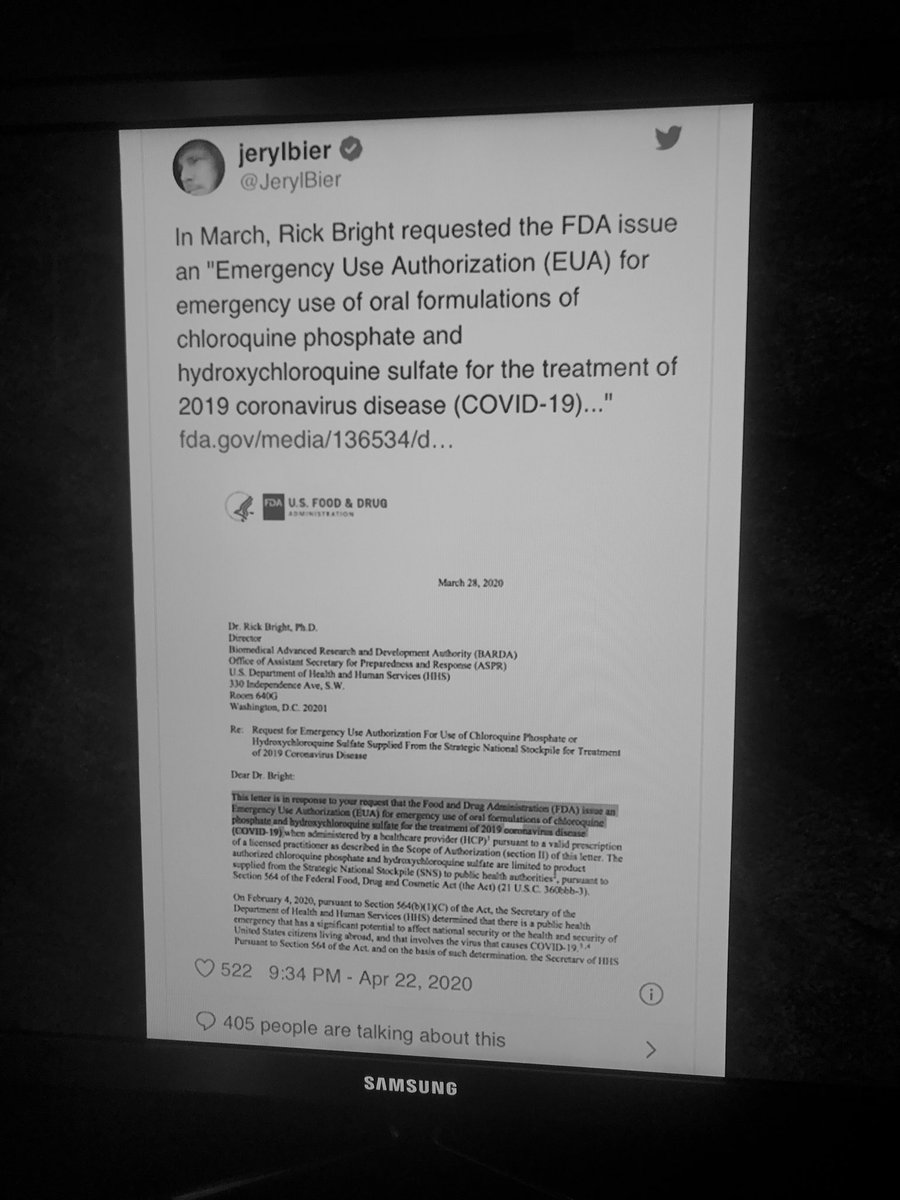 jerylbier
@JerylBier
In March, Rick Bright requested the FDA issue
an "Emergency Use Authorization (EUA) for
emergency use of oral formulations of
chloroquine phosphate and
hydroxychloroquine sulfate for the treatment of
2019 coronavirus disease (COVID-19)..."
fda.gov/media/136534/d...
FDA U.S. FOOD & DRUG
ADMINISTRATION
March 28, 2020
Dr. Rick Bright, Ph.D.
Director
Biomedical Advanced Research and Development Authority (BARDA)
Office of Assistant Secretary for Preparedness and Response (ASPR)
U.S. Department of Health and Human Services (HHS)
330 Independence Ave, S.W.
Room 640G
Washington, D.C. 20201
Re: Request for Emergency Use Authorization For Use of Chloroquine Phosphate or
Hydroxychloroquine Sulfate Supplied From the Strategic National Stockpile for Treatment
of 2019 Coronavirus Disease
Dear Dr. Bright:
This letter is in response to your request that the Food and Drug Administration (FDA) issue an
Emergency Use Authorization (EUA) for emergency use of oral formulations of chloroquine
phosphate and hydroxychloroquine sulfate for the treatment of 2019 coronavirus disease
(COVID-19) when administered by a healthcare provider (HCP)¹ pursuant to a valid prescription
of a licensed practitioner as described in the Scope of Authorization (section II) of this letter. The
authorized chloroquine phosphate and hydroxychloroquine sulfate are limited to product
supplied from the Strategic National Stockpile (SNS) to public health authorities², pursuant to
Section 564 of the Federal Food, Drug and Cosmetic Act (the Act) (21 U.S.C. 360bbb-3).
On February 4, 2020, pursuant to Section 564(b)(1)(C) of the Act, the Secretary of the
Department of Health and Human Services (HHS) determined that there is a public health
emergency that has a significant potential to affect national security or the health and security of
United States citizens living abroad, and that involves the virus that causes COVID-19.³,⁴
Pursuant to Section 564 of the Act, and on the basis of such determination, the Secretary of HHS
522 9:34 PM - Apr 22, 2020
405 people are talking about this
SAMSUNG